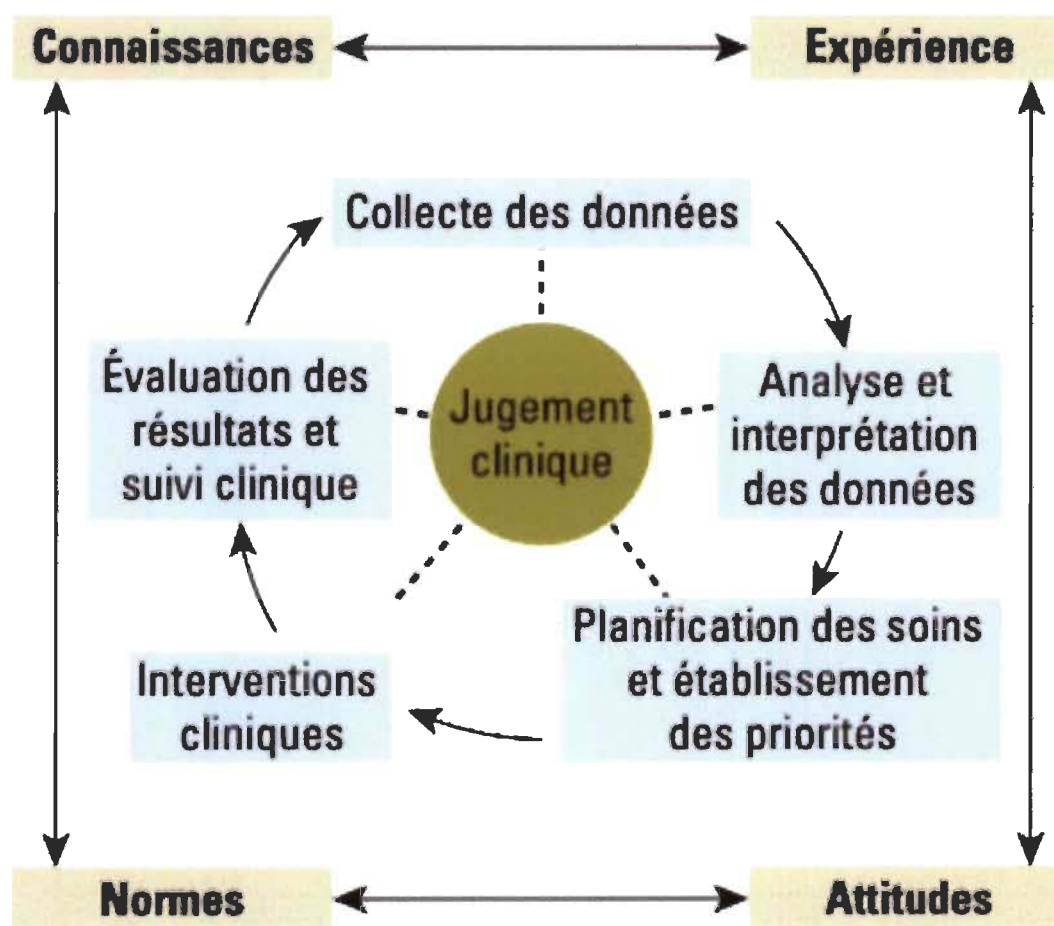 Connaissances
Expérience
Collecte des données
Évaluation des
résultats et
suivi clinique
Jugement
clinique
Analyse et
interprétation
des données
Interventions
cliniques
Planification des soins
et établissement
des priorités
Normes
Attitudes